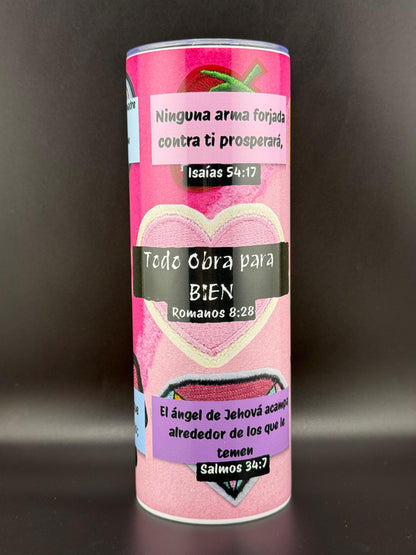 Ninguna arma forjada
contra ti prosperará,
Isaías 54:17
Todo Obra para
BIEN
Romanos 8:28
El ángel de Jehová acampa
alrededor de los que le
temen
Salmos 34:7